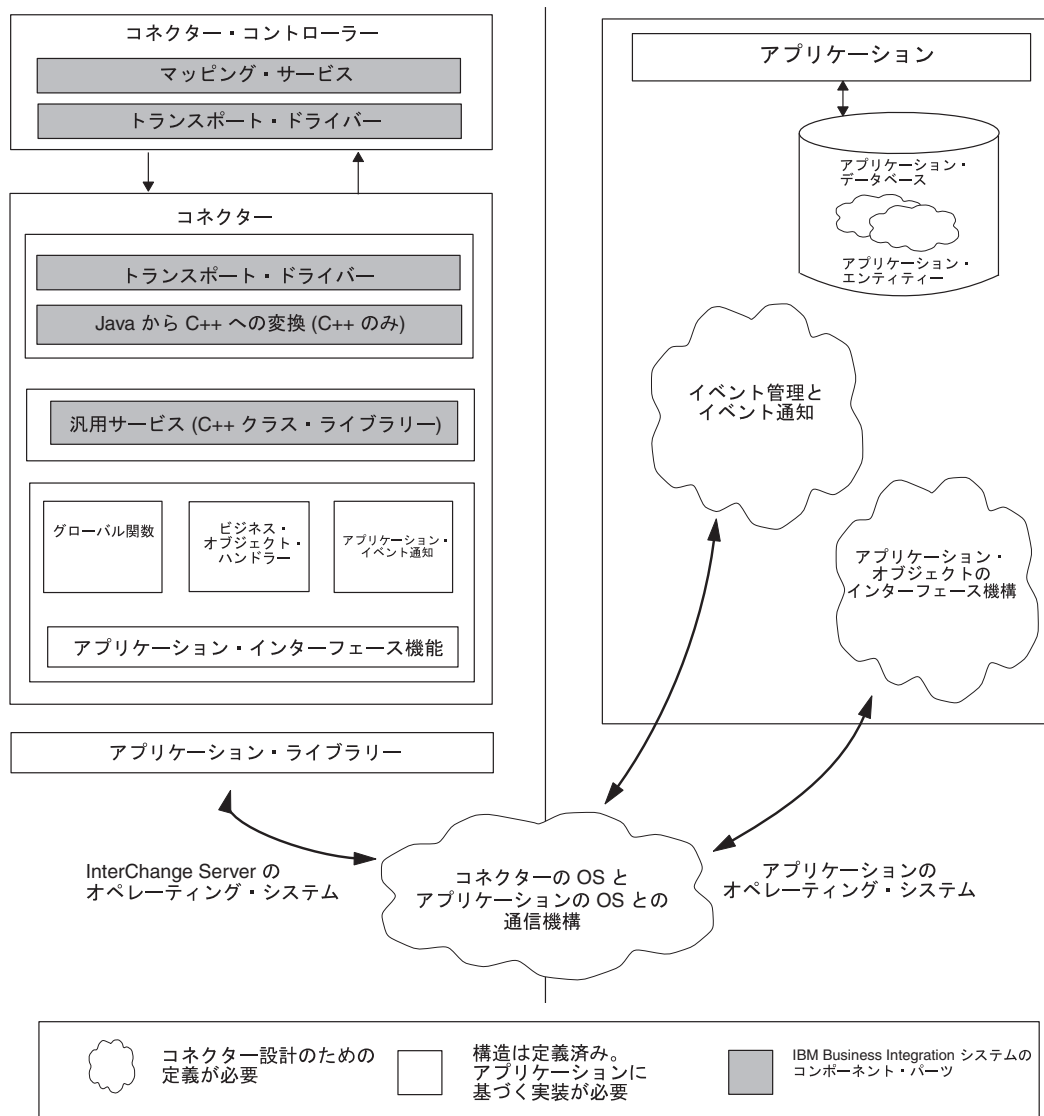 コネクター・コントローラー
マッピング・サービス
トランスポート・ドライバー
コネクター
トランスポート・ドライバー
Java から C++ への変換 (C++ のみ)
汎用サービス (C++ クラス・ライブラリー)
グローバル関数
ビジネス・
オブジェクト・
ハンドラー
アプリケーション・
イベント通知
アプリケーション・インターフェース機能
アプリケーション・ライブラリー
InterChange Server の
オペレーティング・システム
アプリケーション
アプリケーション・
データベース
アプリケーション・
エンティティー
イベント管理と
イベント通知
アプリケーション・
オブジェクトの
インターフェース機構
コネクターの OS と
アプリケーションの OS との
通信機構
アプリケーションの
オペレーティング・システム
コネクター設計のための
定義が必要
構造は定義済み。
アプリケーションに
基づく実装が必要
IBM Business Integration システムの
コンポーネント・パーツ